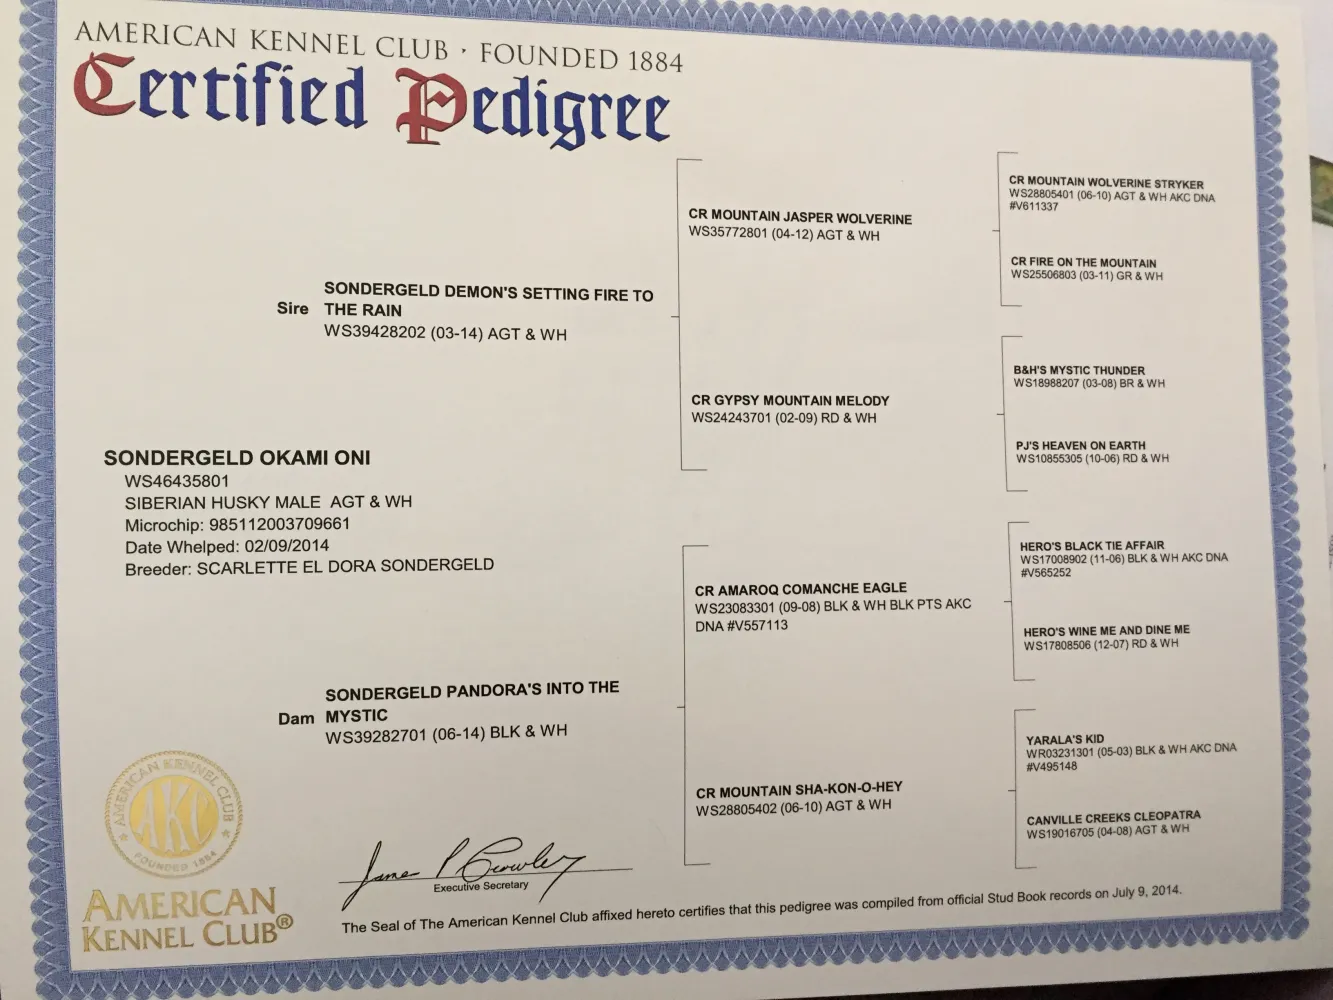 AMERICAN KENNEL CLUB · FOUNDED 1884
Certified Pedigree
CR MOUNTAIN WOLVERINE STRYKER
WS28805401 (06-10) AGT & WH AKC DNA
#V611337
CR MOUNTAIN JASPER WOLVERINE
WS35772801 (04-12) AGT & WH
CR FIRE ON THE MOUNTAIN
WS25506803 (03-11) GR & WH
SONDERGELD DEMON'S SETTING FIRE TO
Sire THE RAIN
WS39428202 (03-14) AGT & WH
B&H'S MYSTIC THUNDER
WS18988207 (03-08) BR & WH
CR GYPSY MOUNTAIN MELODY
WS24243701 (02-09) RD & WH
PJ'S HEAVEN ON EARTH
WS10855305 (10-06) RD & WH
SONDERGELD OKAMI ONI
WS46435801
SIBERIAN HUSKY MALE AGT & WH
Microchip: 985112003709661
Date Whelped: 02/09/2014
Breeder: SCARLETTE EL DORA SONDERGELD
HERO'S BLACK TIE AFFAIR
WS17008902 (11-06) BLK & WH AKC DNA
#V565252
CR AMAROQ COMANCHE EAGLE
WS23083301 (09-08) BLK & WH BLK PTS AKC
DNA #V557113
HERO'S WINE ME AND DINE ME
WS17808506 (12-07) RD & WH
SONDERGELD PANDORA'S INTO THE
Dam MYSTIC
WS39282701 (06-14) BLK & WH
YARALA'S KID
WR03231301 (05-03) BLK & WH AKC DNA
#V495148
CR MOUNTAIN SHA-KON-O-HEY
WS28805402 (06-10) AGT & WH
CANVILLE CREEKS CLEOPATRA
WS19016705 (04-08) AGT & WH
AMERICAN KENNEL CLUB
AKC
FOUNDED 1884
AMERICAN
KENNEL CLUB®
James P Crowley
Executive Secretary
The Seal of The American Kennel Club affixed hereto certifies that this pedigree was compiled from official Stud Book records on July 9, 2014.